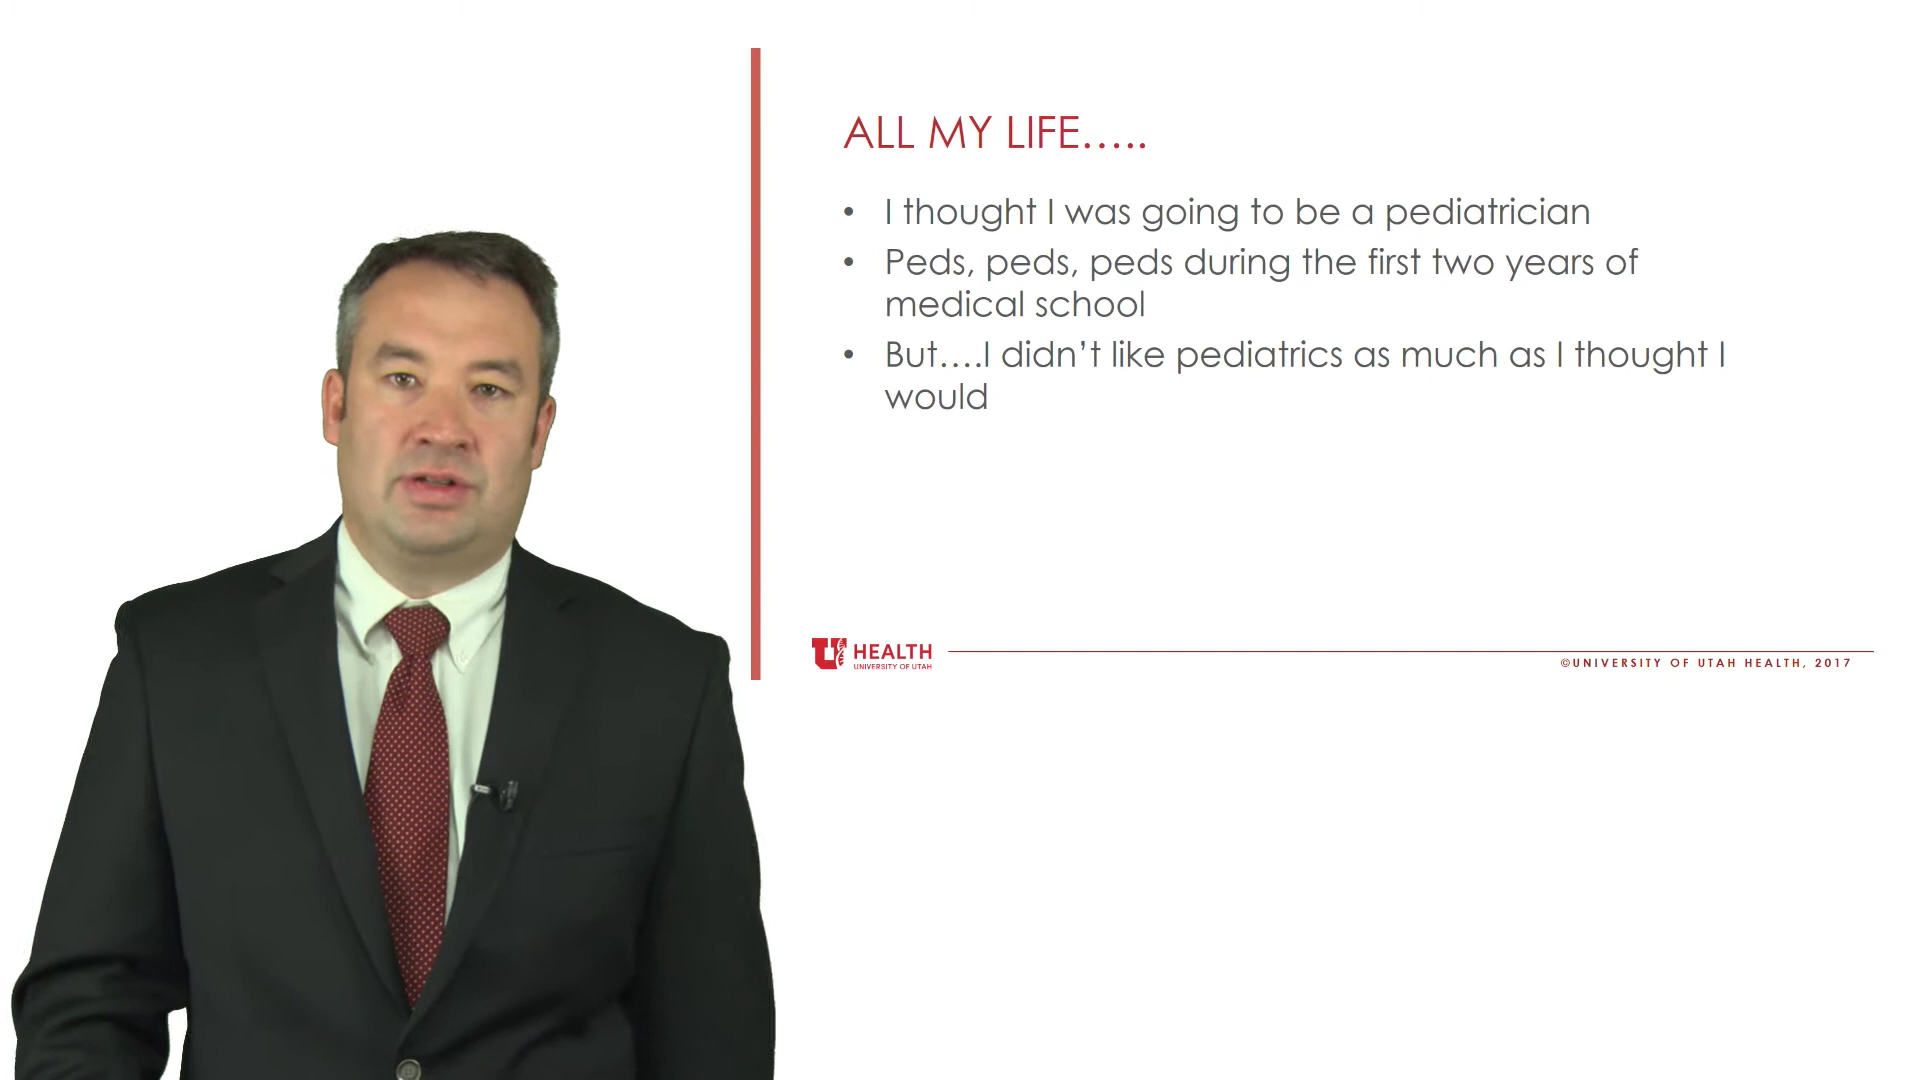 ALL MY LIFE.....
• I thought I was going to be a pediatrician
• Peds, peds, peds during the first two years of
medical school
• But....I didn’t like pediatrics as much as I thought I
would
U HEALTH
UNIVERSITY OF UTAH
©UNIVERSITY OF UTAH HEALTH, 2017